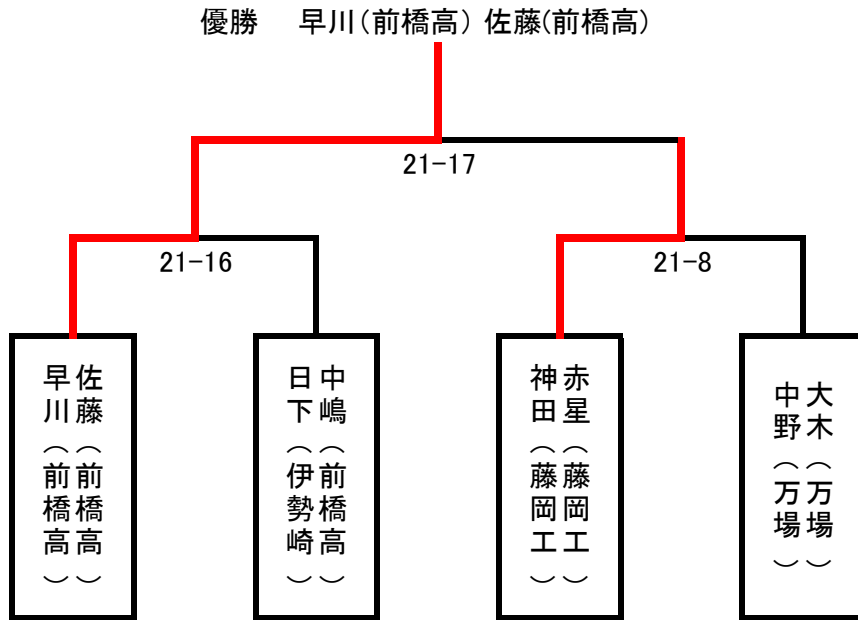 優勝　早川(前橋高) 佐藤(前橋高)
21-17
21-16
21-8
佐藤(前橋高)
早川(前橋高)
中嶋(前橋高)
日下(伊勢崎)
赤星(藤岡工)
神田(藤岡工)
大木(万場)
中野(万場)